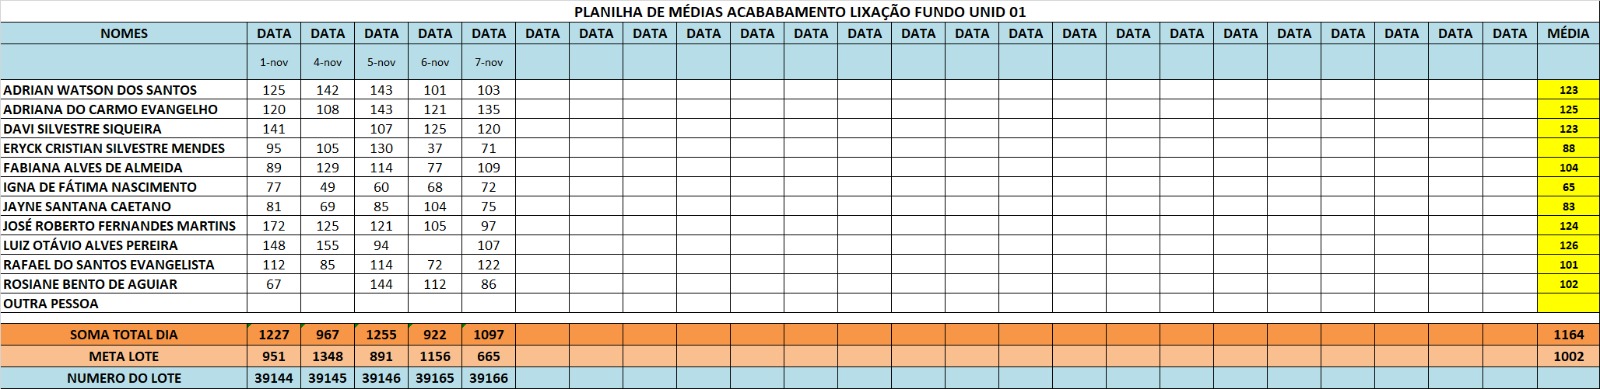 PLANILHA DE MÉDIAS ACABABAMENTO LIXAÇÃO FUNDO UNID 01
NOMES DATA DATA DATA DATA DATA DATA DATA DATA DATA DATA DATA DATA DATA DATA DATA DATA DATA DATA DATA DATA DATA DATA DATA DATA MÉDIA
1-nov 4-nov 5-nov 6-nov 7-nov
ADRIAN WATSON DOS SANTOS 125 142 143 101 103 123
ADRIANA DO CARMO EVANGELHO 120 108 143 121 135 125
DAVI SILVESTRE SIQUEIRA 141 107 125 120 123
ERYCK CRISTIAN SILVESTRE MENDES 95 105 130 37 71 88
FABIANA ALVES DE ALMEIDA 89 129 114 77 109 104
IGNA DE FÁTIMA NASCIMENTO 77 49 60 68 72 65
JAYNE SANTANA CAETANO 81 69 85 104 75 83
JOSÉ ROBERTO FERNANDES MARTINS 172 125 121 105 97 124
LUIZ OTÁVIO ALVES PEREIRA 148 155 94 107 126
RAFAEL DO SANTOS EVANGELISTA 112 85 114 72 122 101
ROSIANE BENTO DE AGUIAR 67 144 112 86 102
OUTRA PESSOA
SOMA TOTAL DIA 1227 967 1255 922 1097 1164
META LOTE 951 1348 891 1156 665 1002
NUMERO DO LOTE 39144 39145 39146 39165 39166